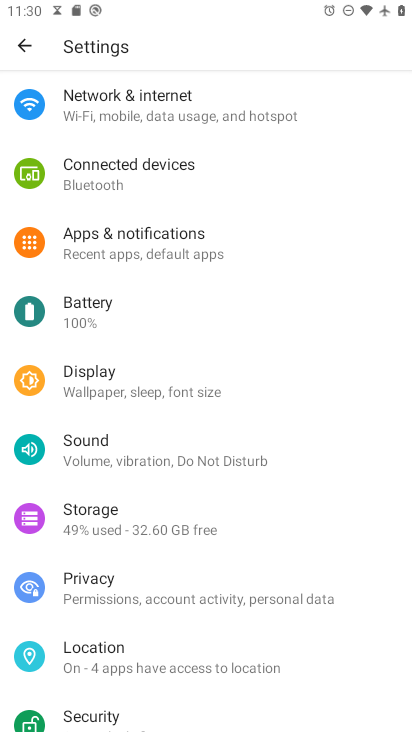 11:30
Settings
Network & internet
Wi-Fi, mobile, data usage, and hotspot
Connected devices
Bluetooth
Apps & notifications
Recent apps, default apps
Battery
100%
Display
Wallpaper, sleep, font size
Sound
Volume, vibration, Do Not Disturb
Storage
49% used - 32.60 GB free
Privacy
Permissions, account activity, personal data
Location
On - 4 apps have access to location
Security